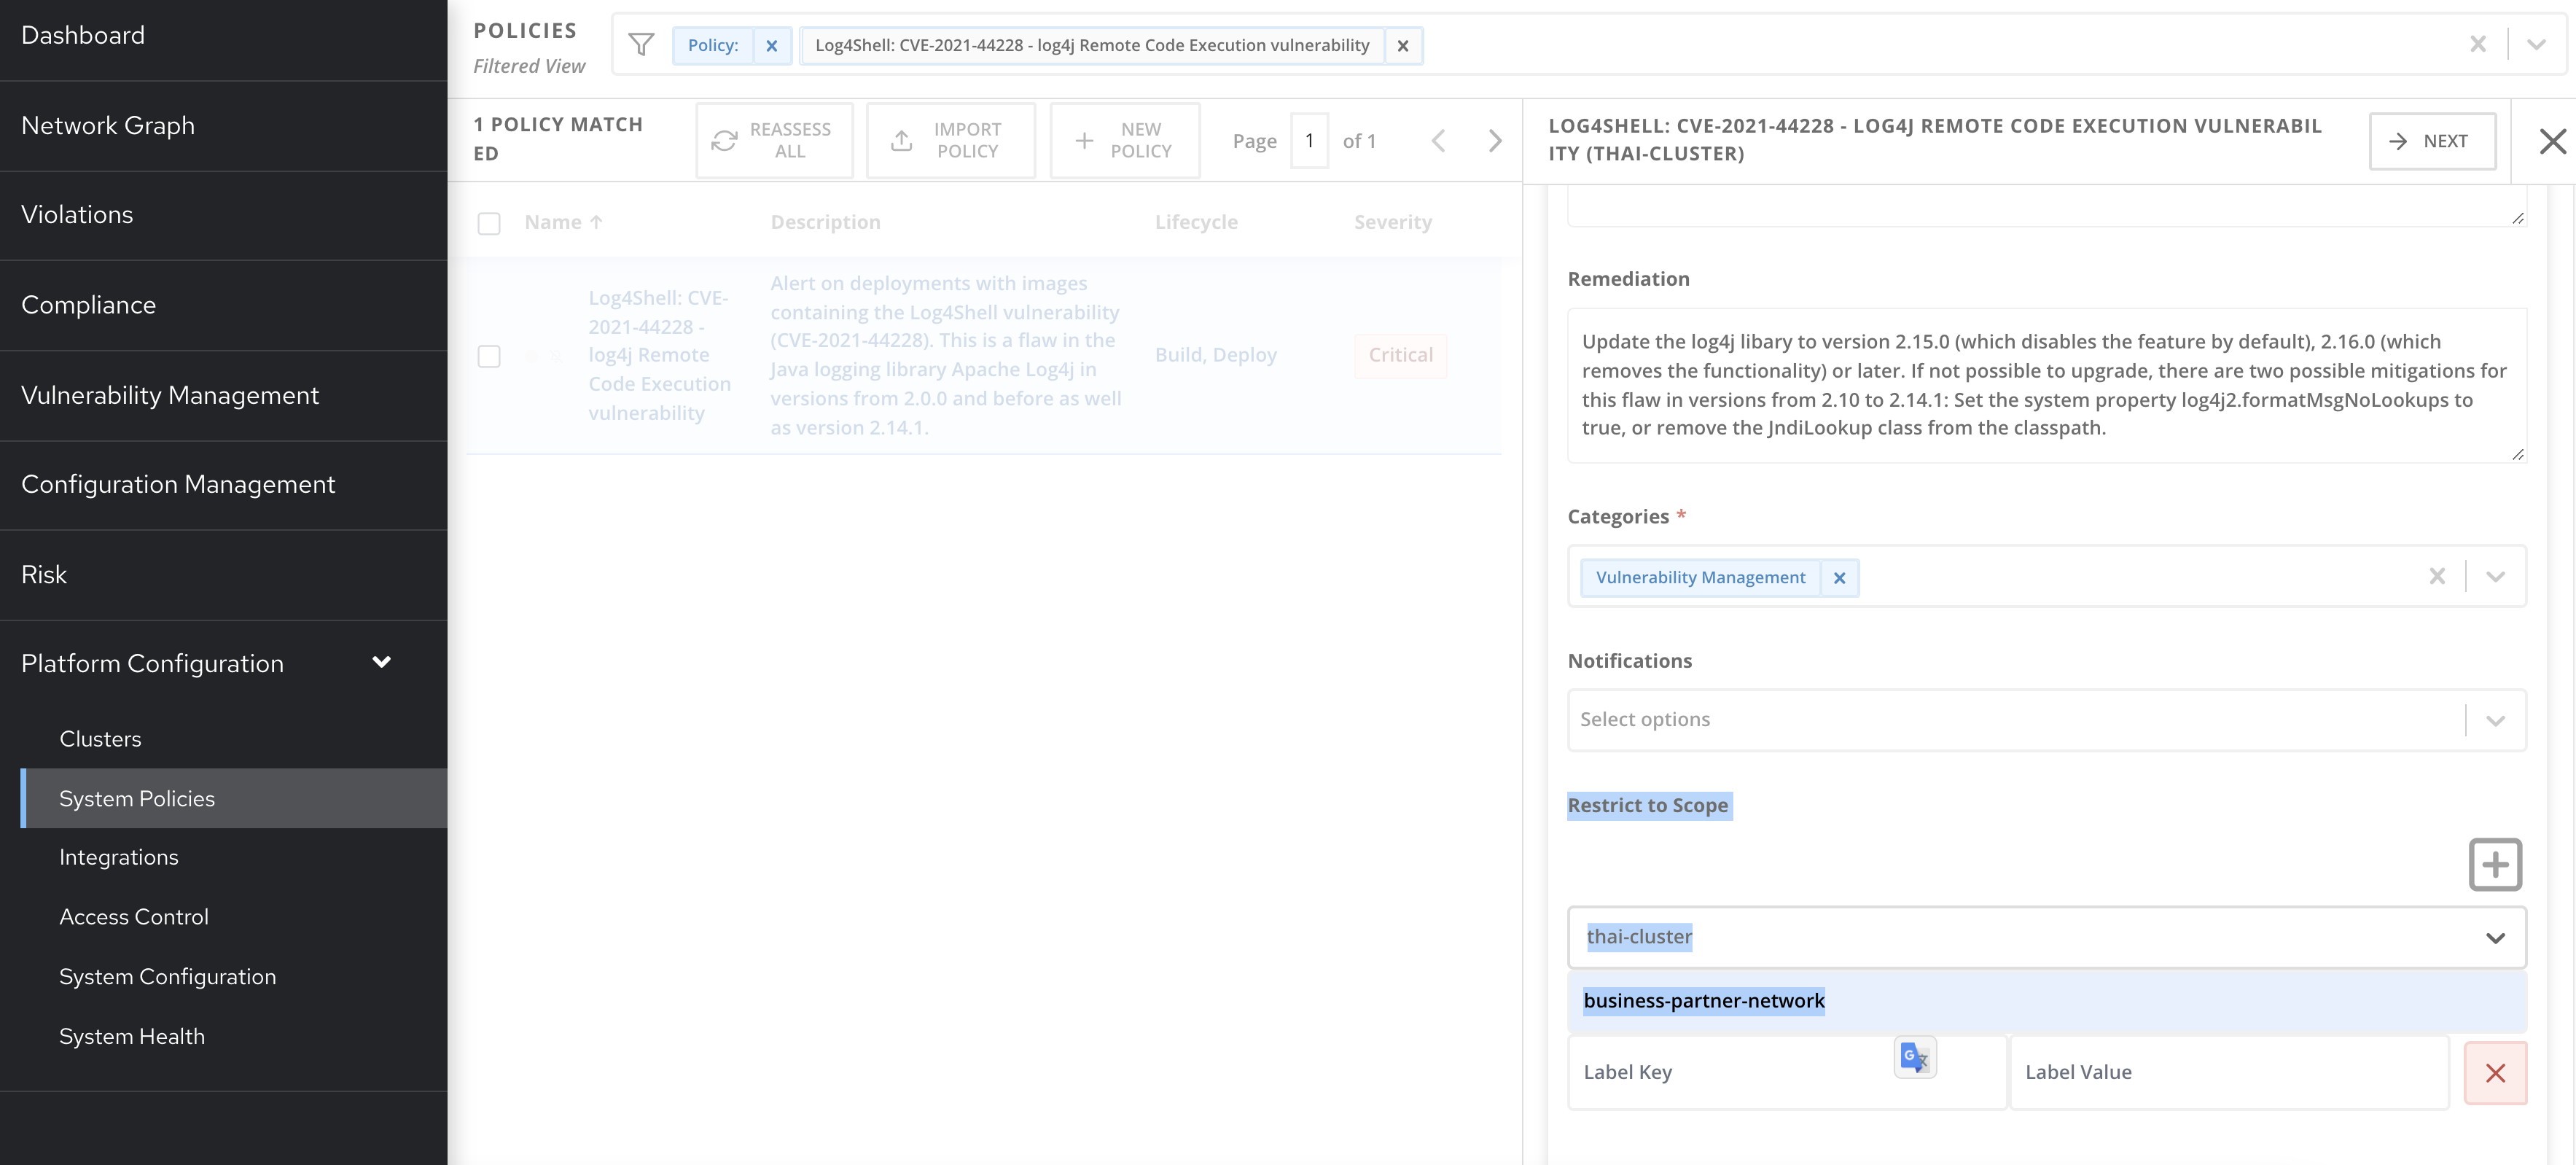 Dashboard
Network Graph
Violations
Compliance
Vulnerability Management
Configuration Management
Risk
Platform Configuration
Clusters
System Policies
Integrations
Access Control
System Configuration
System Health
POLICIES
Filtered View
Policy:
Log4Shell: CVE-2021-44228 - log4j Remote Code Execution vulnerability
1 POLICY MATCH
ED
REASSESS
ALL
IMPORT
POLICY
NEW
POLICY
Page 1 of 1
Name
Description
Lifecycle
Severity
Log4Shell: CVE-
2021-44228 -
log4j Remote
Code Execution
vulnerability
Alert on deployments with images
containing the Log4Shell vulnerability
(CVE-2021-44228). This is a flaw in the
Java logging library Apache Log4j in
versions from 2.0.0 and before as well
as version 2.14.1.
Build, Deploy
Critical
LOG4SHELL: CVE-2021-44228 - LOG4J REMOTE CODE EXECUTION VULNERABIL
ITY (THAI-CLUSTER)
NEXT
Remediation
Update the log4j libary to version 2.15.0 (which disables the feature by default), 2.16.0 (which
removes the functionality) or later. If not possible to upgrade, there are two possible mitigations for
this flaw in versions from 2.10 to 2.14.1: Set the system property log4j2.formatMsgNoLookups to
true, or remove the JndiLookup class from the classpath.
Categories *
Vulnerability Management
Notifications
Select options
Restrict to Scope
thai-cluster
business-partner-network
Label Key
Label Value